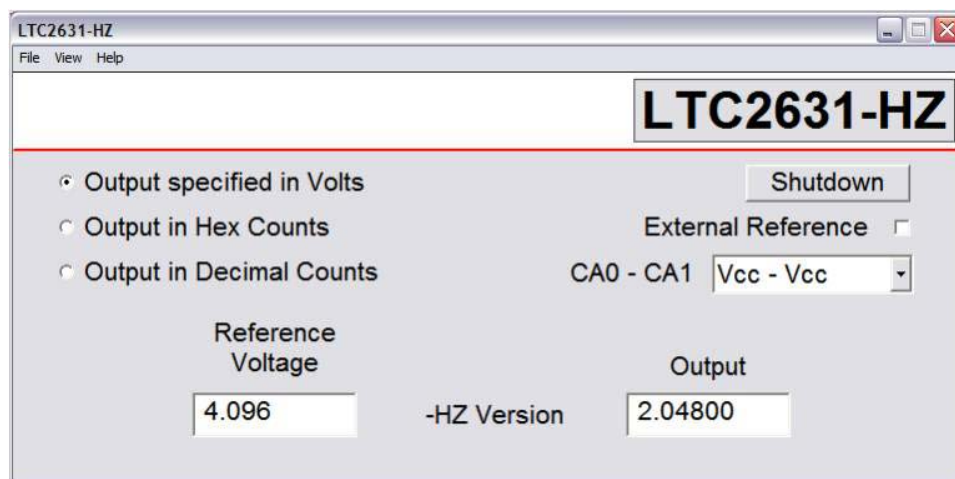 LTC2631-HZ
File View Help
LTC2631-HZ
Output specified in Volts
Shutdown
Output in Hex Counts
External Reference
Output in Decimal Counts
CA0 - CA1
Vcc - Vcc
Reference
Voltage
Output
4.096
-HZ Version
2.04800